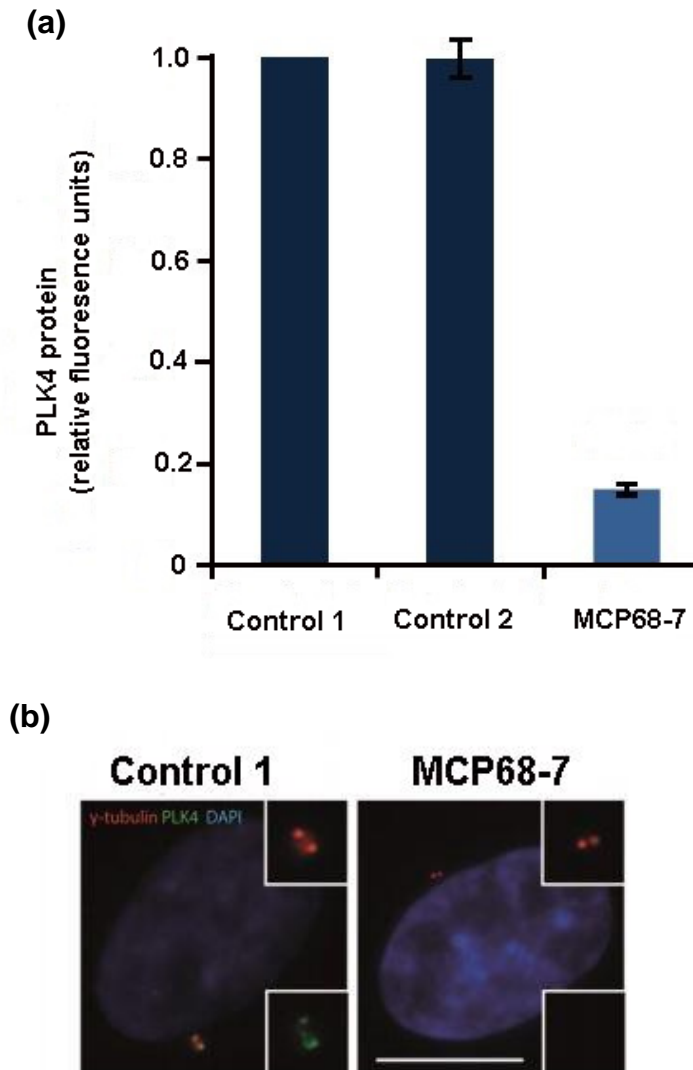 (a)
PLK4 protein
(relative fluoresence units)
1.0
0.8
0.6
0.4
0.2
0
Control 1 Control 2 MCP68-7
(b)
Control 1 MCP68-7
γ-tubulin PLK4 DAPI